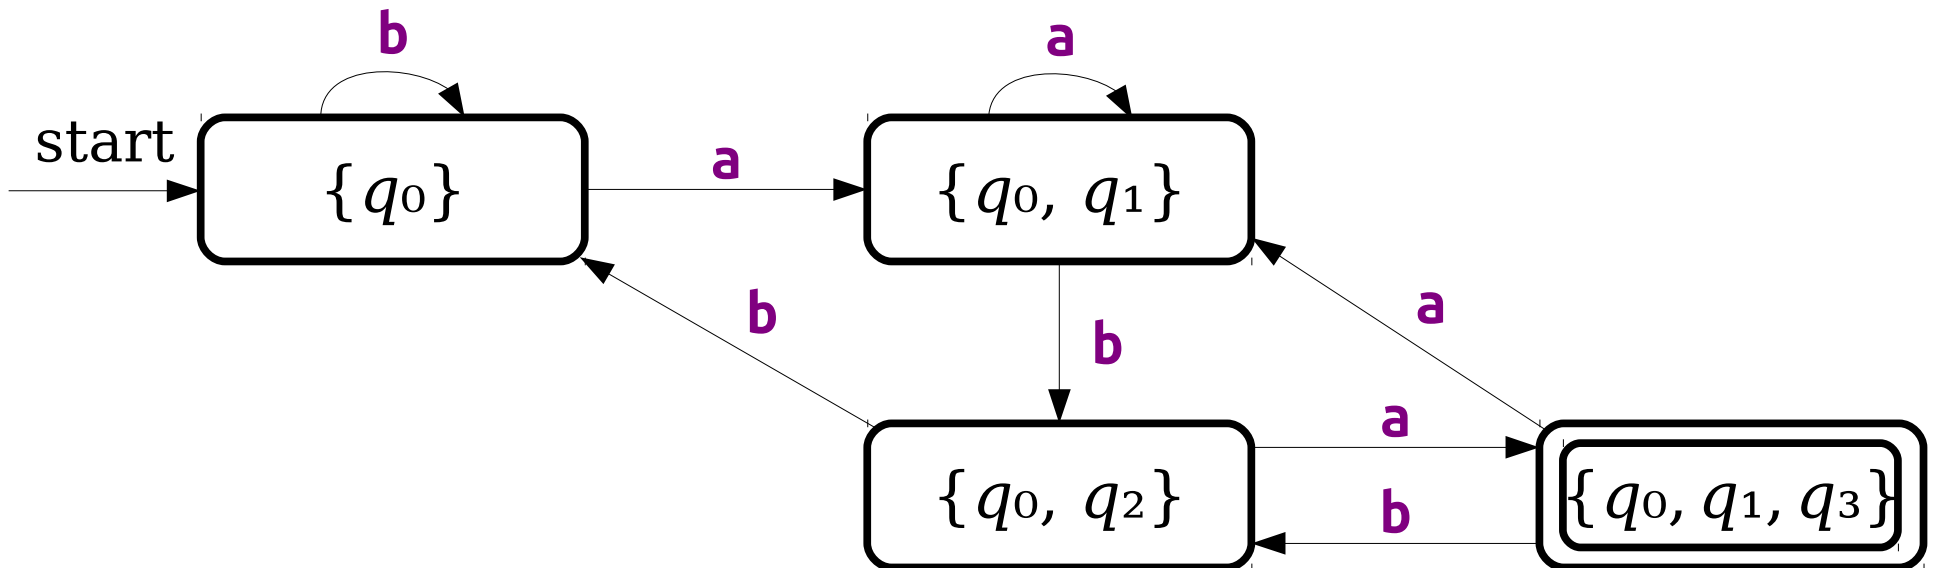 b
a
start
{q₀}
a
{q₀, q₁}
b
b
a
{q₀, q₂}
a
b
{q₀, q₁, q₃}